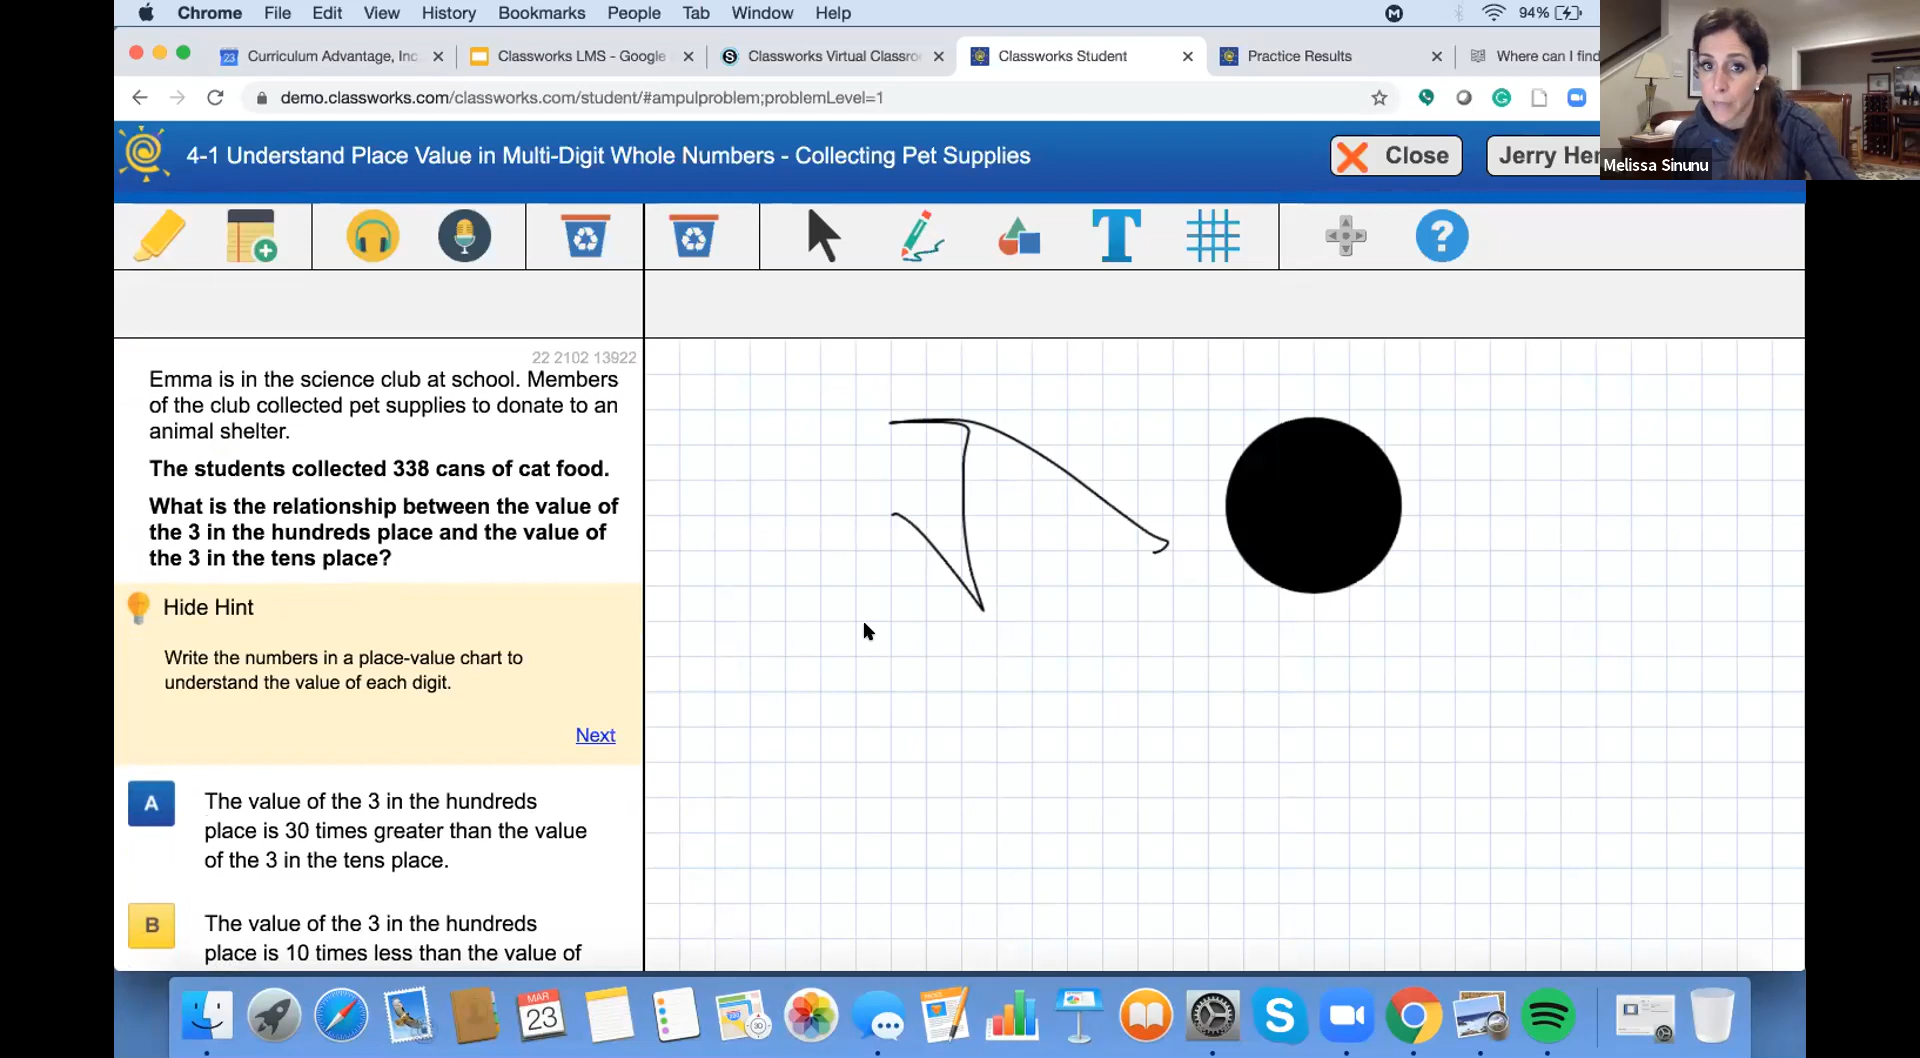 Chrome File Edit View History Bookmarks People Tab Window Help
M
94%
23 Curriculum Advantage, Inc
Classworks LMS - Google
S Classworks Virtual Classro
Classworks Student
Practice Results
Where can I find
demo.classworks.com/classworks.com/student/#ampulproblem;problemLevel=1
4-1 Understand Place Value in Multi-Digit Whole Numbers - Collecting Pet Supplies
Close
Jerry Her
Melissa Sinunu
T
?
22 2102 13922
Emma is in the science club at school. Members
of the club collected pet supplies to donate to an
animal shelter.
The students collected 338 cans of cat food.
What is the relationship between the value of
the 3 in the hundreds place and the value of
the 3 in the tens place?
Hide Hint
Write the numbers in a place-value chart to
understand the value of each digit.
Next
A
The value of the 3 in the hundreds
place is 30 times greater than the value
of the 3 in the tens place.
B
The value of the 3 in the hundreds
place is 10 times less than the value of
MAR
23